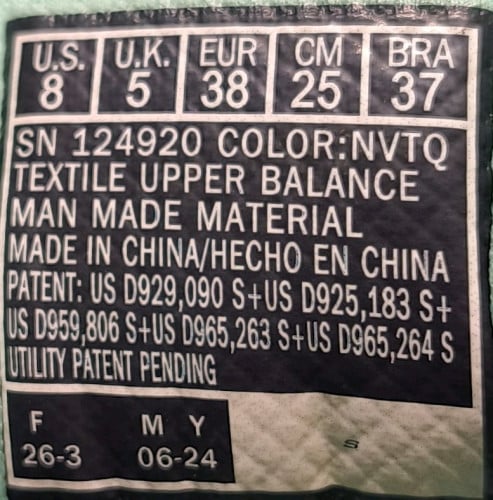 U.S. U.K. EUR CM BRA
8 5 38 25 37
SN 124920 COLOR:NVTQ
TEXTILE UPPER BALANCE
MAN MADE MATERIAL
MADE IN CHINA/HECHO EN CHINA
PATENT: US D929,090 S+US D925,183 S+
US D959,806 S+US D965,263 S+US D965,264 S
UTILITY PATENT PENDING
F M Y
26-3 06-24
S